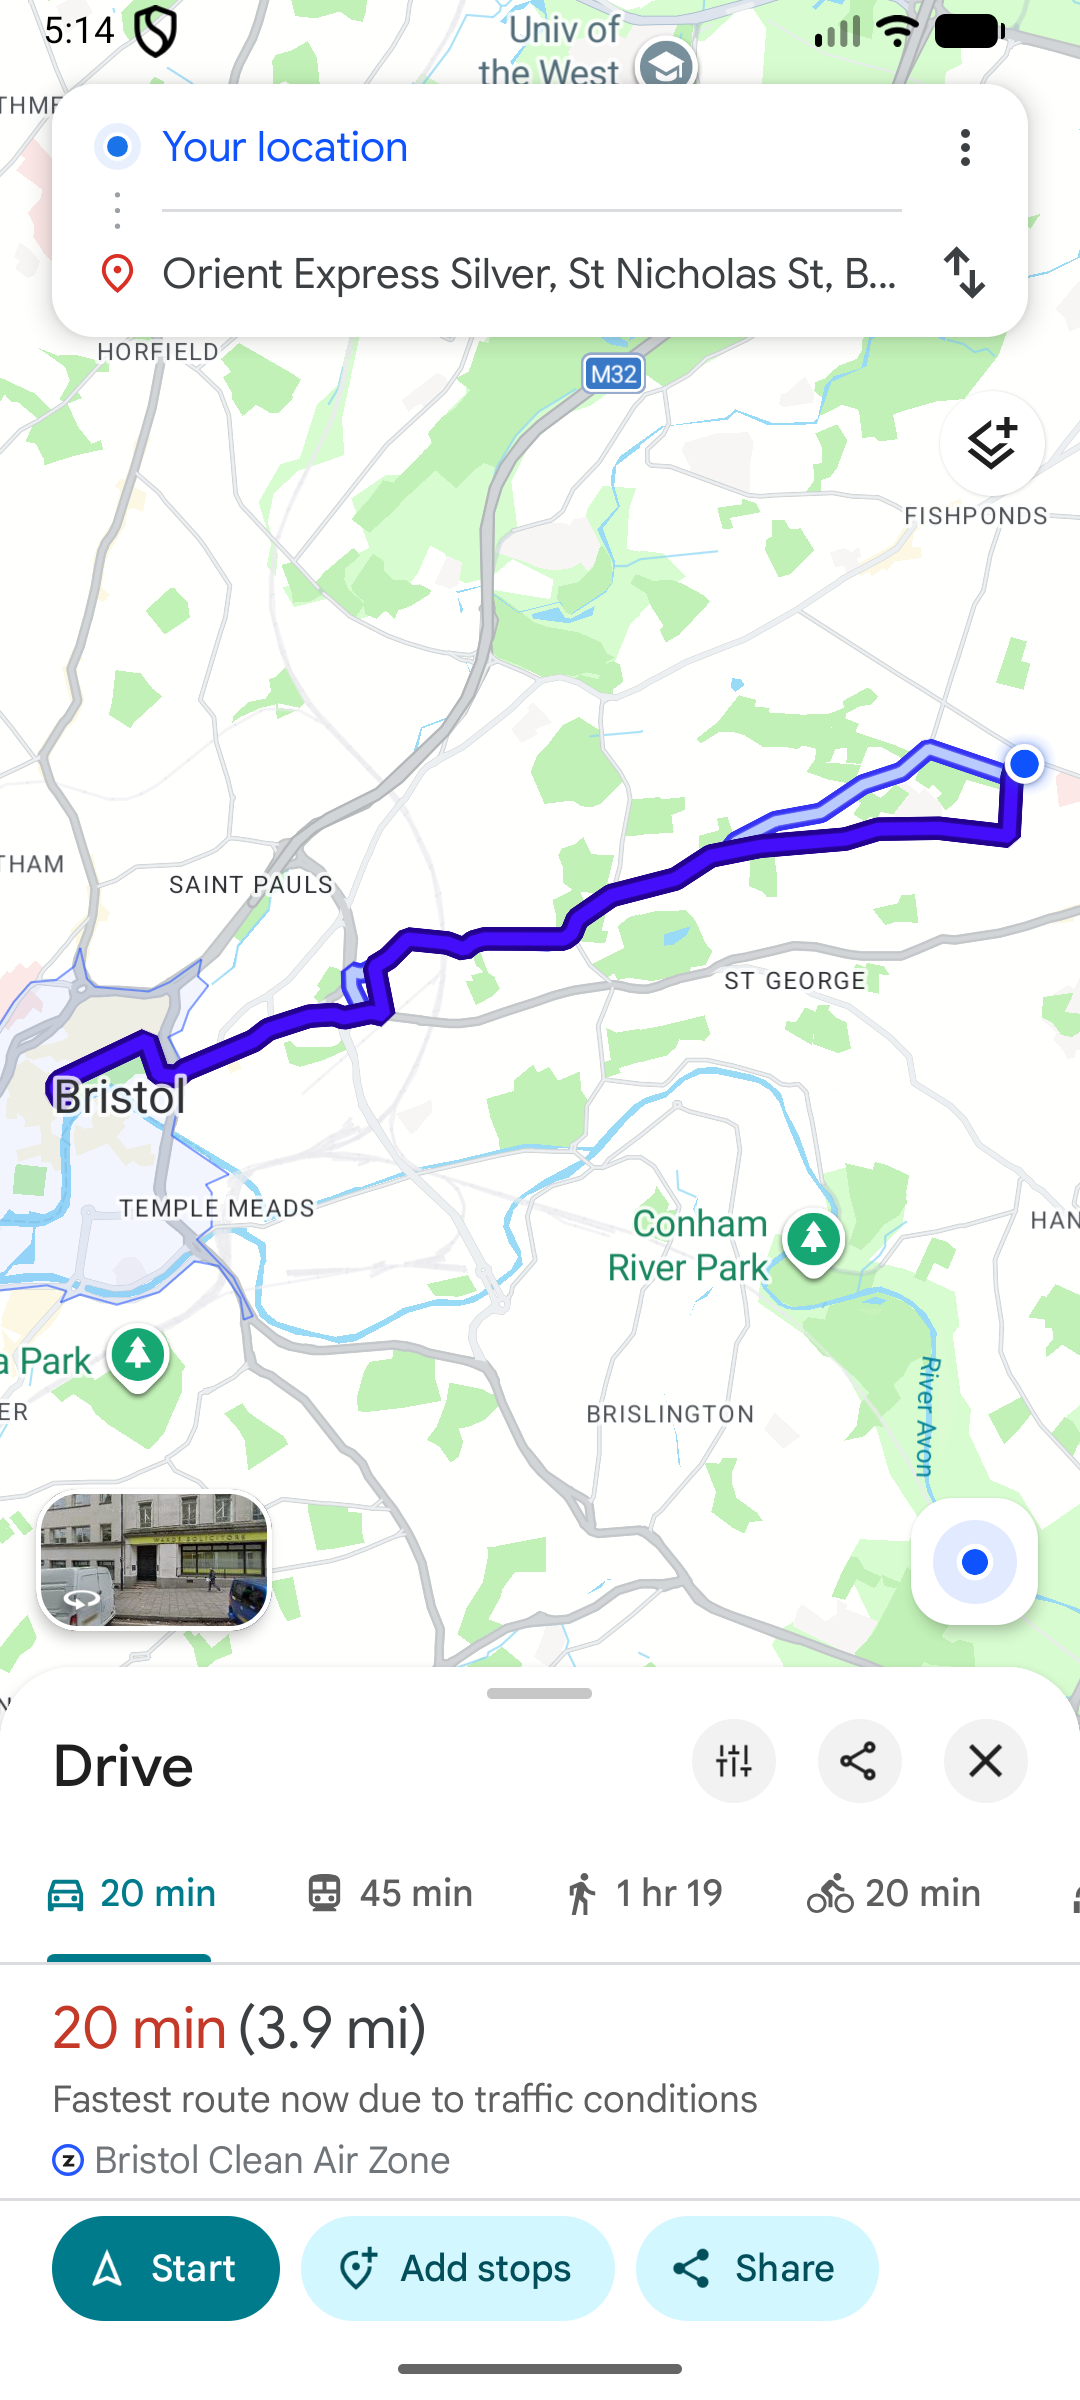 5:14
Univ of
the West
THME
Your location
Orient Express Silver, St Nicholas St, B...
HORFIELD
M32
FISHPONDS
THAM
SAINT PAULS
ST GEORGE
Bristol
TEMPLE MEADS
Conham
River Park
HAN
a Park
ER
River Avon
BRISLINGTON
WARDS SOLICITORS
N
Drive
20 min
45 min
1 hr 19
20 min
20 min (3.9 mi)
Fastest route now due to traffic conditions
Z Bristol Clean Air Zone
Start
Add stops
Share